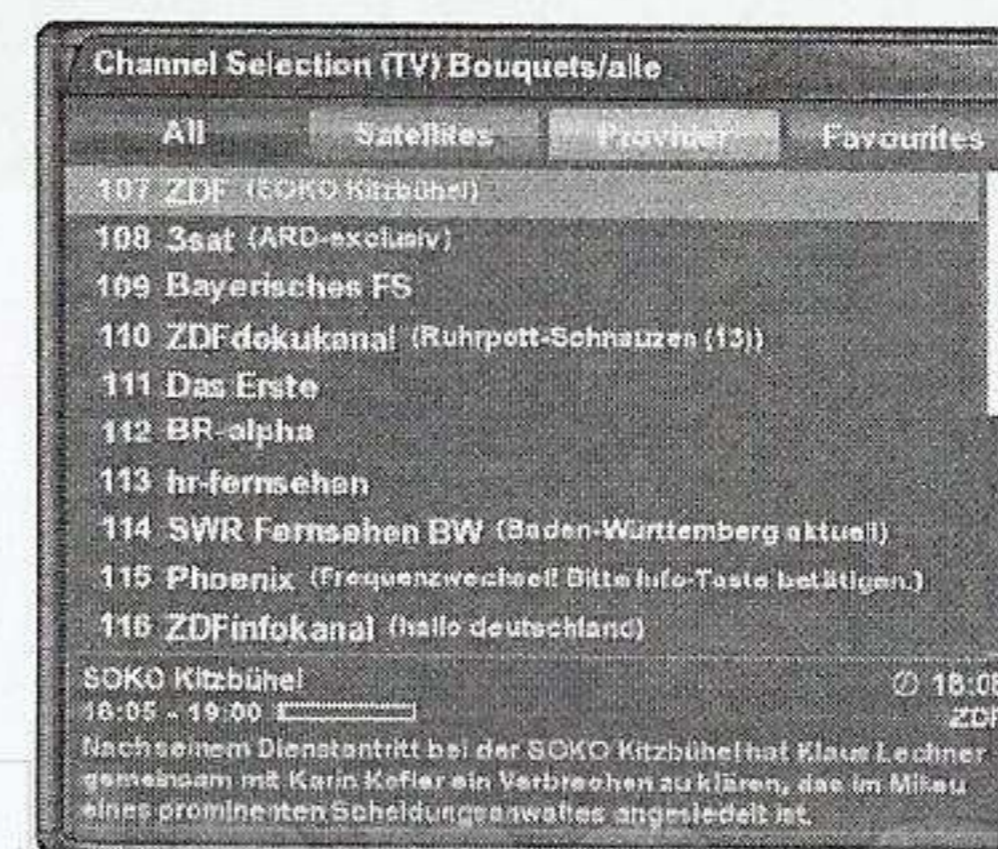 Channel Selection (TV) Bouquets/alle
All Satellites Provider Favourites
107 ZDF (SOKO Kitzbühel)
108 3sat (ARD-exclusiv)
109 Bayerisches FS
110 ZDFdokukanal (Ruhrpott-Schnauzen (13))
111 Das Erste
112 BR-alpha
113 hr-fernsehen
114 SWR Fernsehen BW (Baden-Württemberg aktuell)
115 Phoenix (Frequenzwechsel! Bitte Info-Taste betätigen.)
116 ZDFinfokanal (hallo deutschland)
SOKO Kitzbühel 18:05
18:05 - 19:00 ZDF
Nach seinem Dienstantritt bei der SOKO Kitzbühel hat Klaus Lechner
gemeinsam mit Karin Kofler ein Verbrechen zu klären, das im Milieu
eines prominenten Scheidungsanwaltes angesiedelt ist.